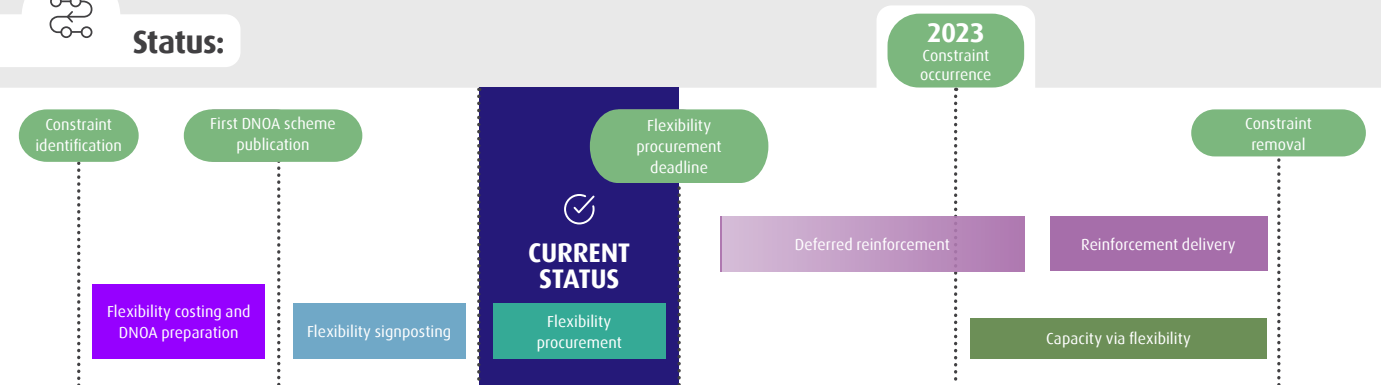 Status:
2023
Constraint
occurrence
Constraint
identification
First DNOA scheme
publication
Flexibility
procurement
deadline
Constraint
removal
CURRENT
STATUS
Deferred reinforcement
Reinforcement delivery
Flexibility costing and
DNOA preparation
Flexibility signposting
Flexibility
procurement
Capacity via flexibility